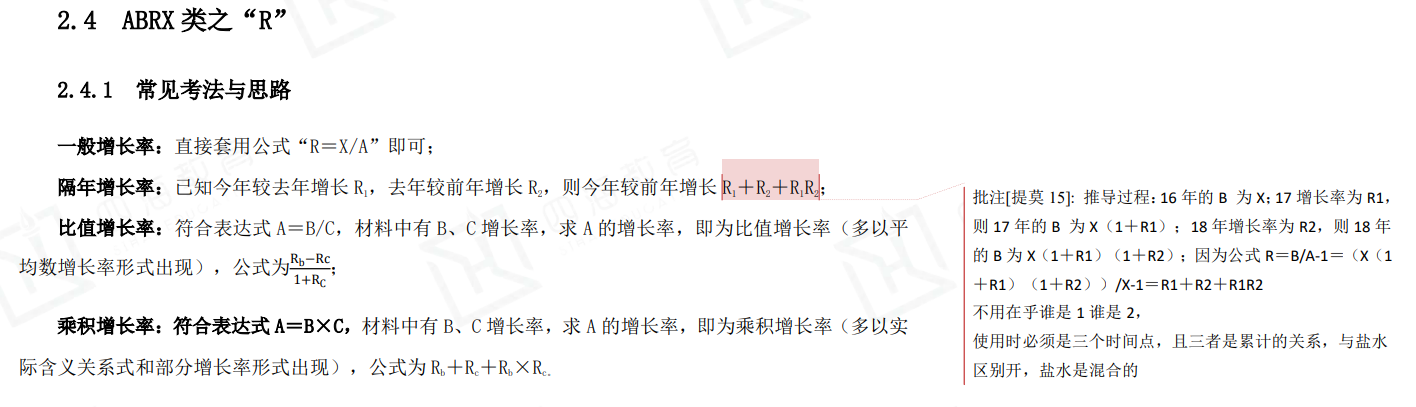 2.4 ABRX 类之“R”
2.4.1 常见考法与思路
一般增长率：直接套用公式“R＝X/A”即可；
隔年增长率：已知今年较去年增长 R₁，去年较前年增长 R₂，则今年较前年增长 R₁＋R₂＋R₁R₂；
比值增长率：符合表达式 A＝B/C，材料中有 B、C 增长率，求 A 的增长率，即为比值增长率（多以平
均数增长率形式出现），公式为(R_b−Rc)/(1+R_C)；
乘积增长率：符合表达式 A＝B×C，材料中有 B、C 增长率，求 A 的增长率，即为乘积增长率（多以实
际含义关系式和部分增长率形式出现），公式为 R_b＋R_c＋R_b×R_c。
批注[提莫 15]: 推导过程：16 年的 B 为 X；17 增长率为 R1，
则 17 年的 B 为 X（1＋R1）；18 年增长率为 R2，则 18 年
的 B 为 X（1＋R1）（1＋R2）；因为公式 R＝B/A-1＝（X（1
＋R1）（1＋R2））/X-1＝R1＋R2＋R1R2
不用在乎谁是 1 谁是 2，
使用时必须是三个时间点，且三者是累计的关系，与盐水
区别开，盐水是混合的